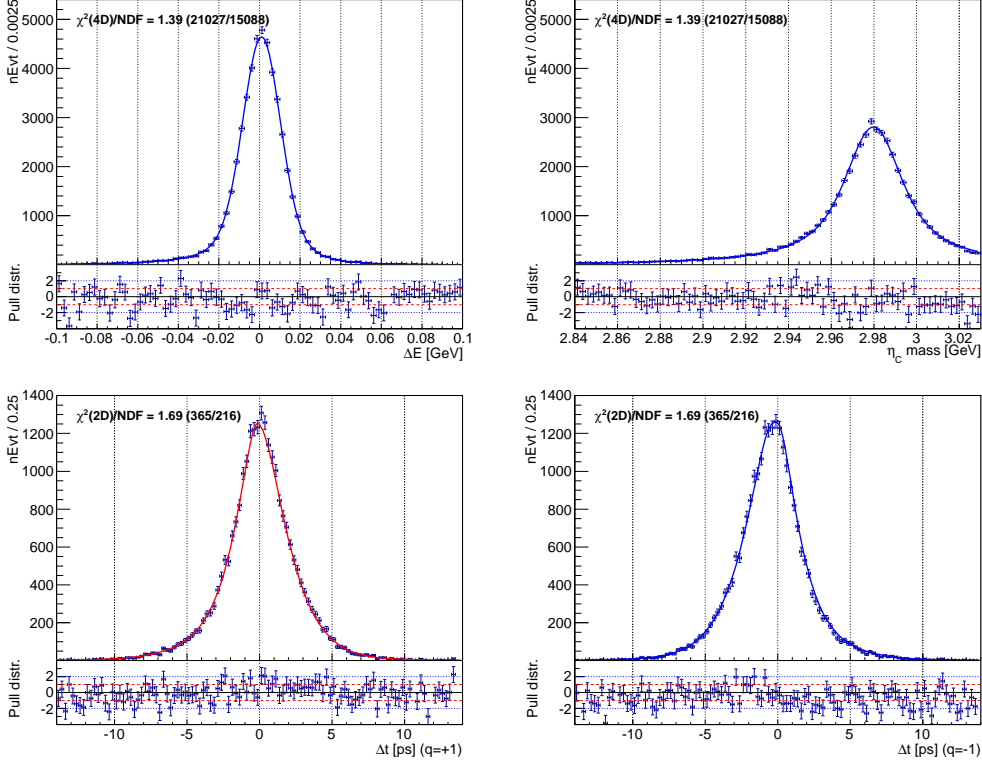 χ²(4D)/NDF = 1.39 (21027/15088)
nEvt / 0.0025
5000
4000
3000
2000
1000
Pull distr.
2
0
-2
-0.1 -0.08 -0.06 -0.04 -0.02 0 0.02 0.04 0.06 0.08 0.1
ΔE [GeV]
χ²(4D)/NDF = 1.39 (21027/15088)
nEvt / 0.0025
5000
4000
3000
2000
1000
Pull distr.
2
0
-2
2.84 2.86 2.88 2.9 2.92 2.94 2.96 2.98 3 3.02
η_C mass [GeV]
χ²(2D)/NDF = 1.69 (365/216)
nEvt / 0.25
1400
1200
1000
800
600
400
200
Pull distr.
2
0
-2
-10 -5 0 5 10
Δt [ps] (q=+1)
χ²(2D)/NDF = 1.69 (365/216)
nEvt / 0.25
1400
1200
1000
800
600
400
200
Pull distr.
2
0
-2
-10 -5 0 5 10
Δt [ps] (q=-1)